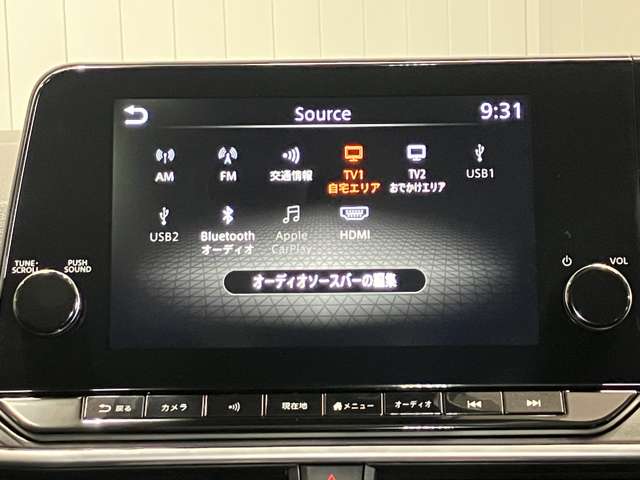 Source
9:31
AM
FM
交通情報
TV1
自宅エリア
TV2
おでかけエリア
USB1
USB2
Bluetooth
オーディオ
Apple
CarPlay
HDMI
オーディオソースバーの編集
TUNE・
SCROLL
PUSH
SOUND
VOL
戻る
カメラ
現在地
メニュー
オーディオ